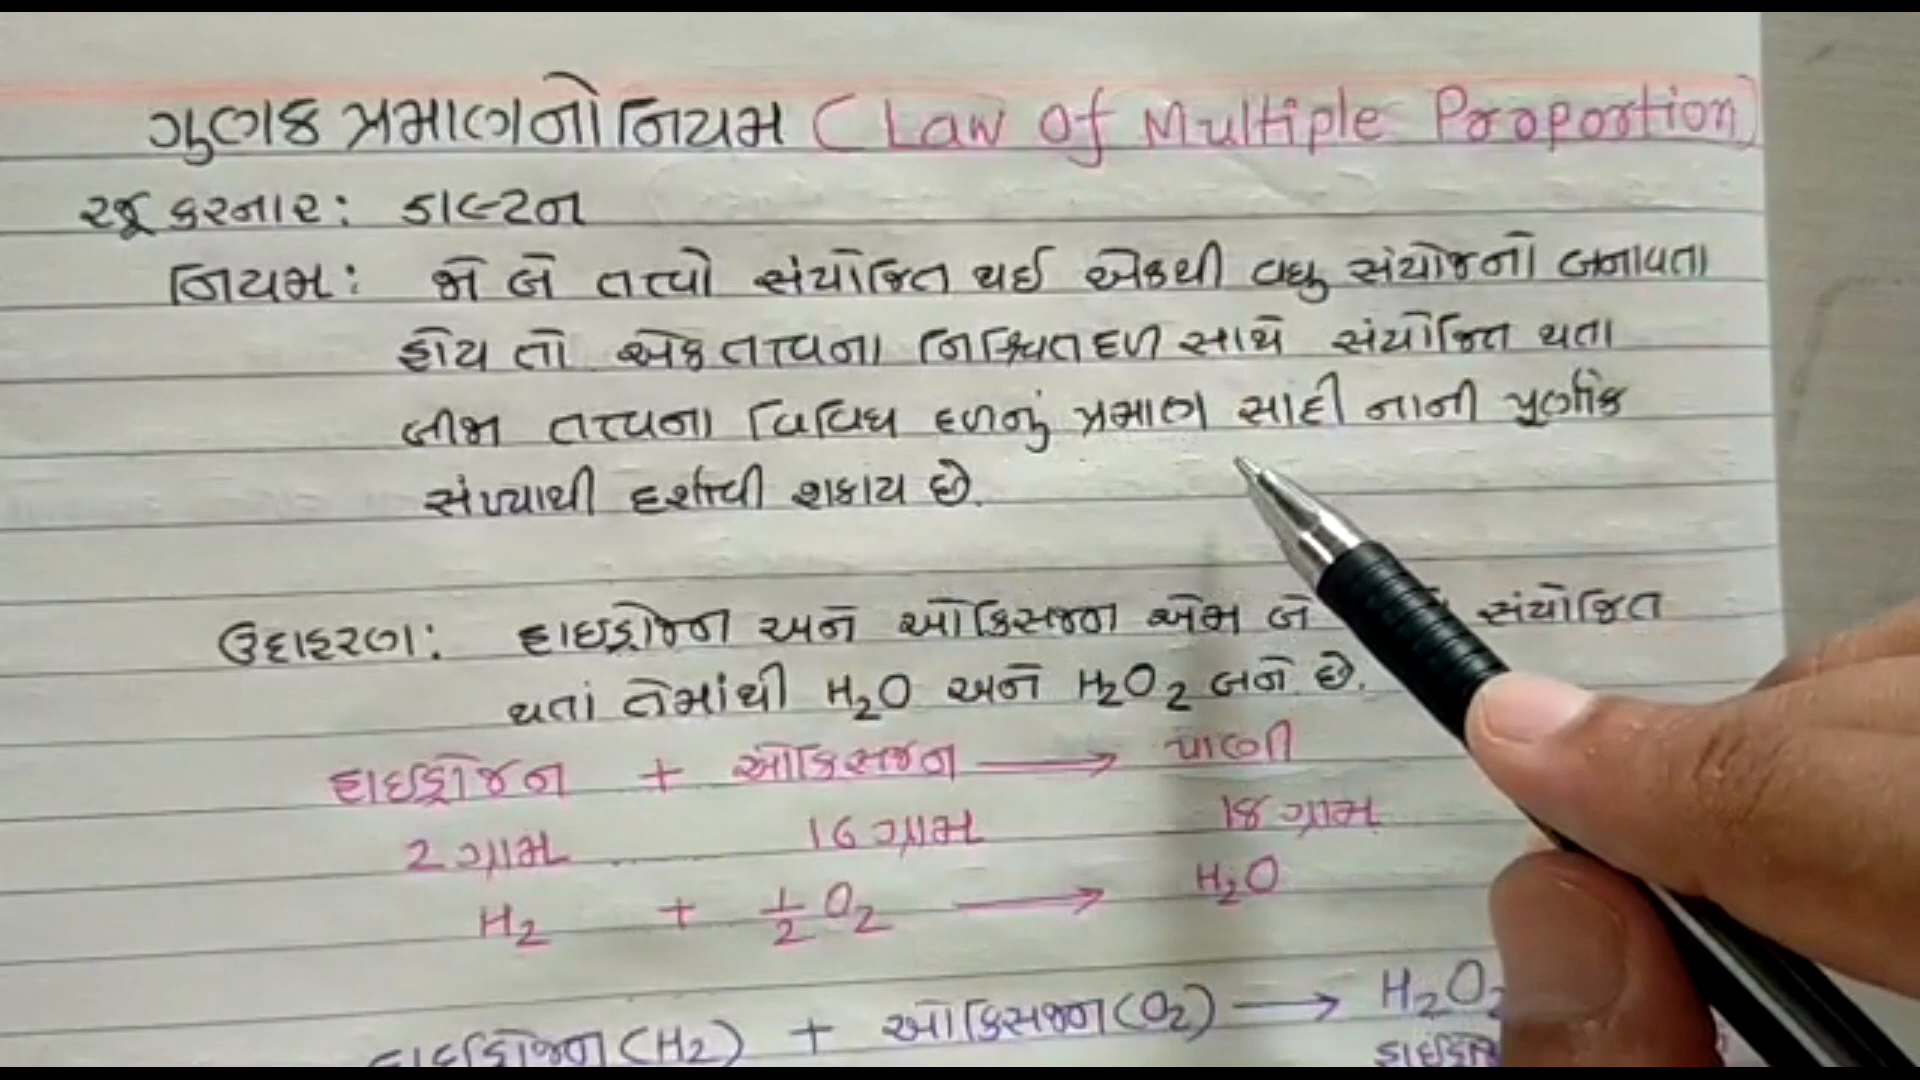 ગુણક પ્રમાણનો નિયમ (Law of Multiple Proportion)
રજૂ કરનાર: ડાલ્ટન
નિયમ: જો બે તત્ત્વો સંયોજિત થઈ એકથી વધુ સંયોજનો બનાવતા
હોય તો એક તત્ત્વના નિશ્ચિત દળ સાથે સંયોજિત થતા
બીજા તત્ત્વના વિવિધ દળનું પ્રમાણ સાદી નાની પુર્ણાંક
સંખ્યાથી દર્શાવી શકાય છે.
ઉદાહરણ: હાઇડ્રોજન અને ઓક્સિજન એમ બે સંયોજિત
થતાં તેમાંથી H₂O અને H₂O₂ બને છે.
હાઇડ્રોજન + ઓક્સિજન ⟶ પાણી
2 ગ્રામ 16 ગ્રામ 18 ગ્રામ
H₂ + 1/2 O₂ ⟶ H₂O
હાઇડ્રોજન (H₂) + ઓક્સિજન (O₂) ⟶ H₂O₂